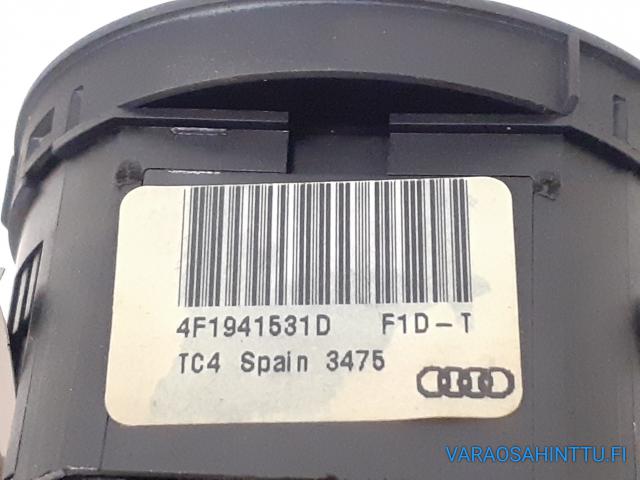 4F1941531D F1D-T
TC4 Spain 3475
VARAOSAHINTTU.FI